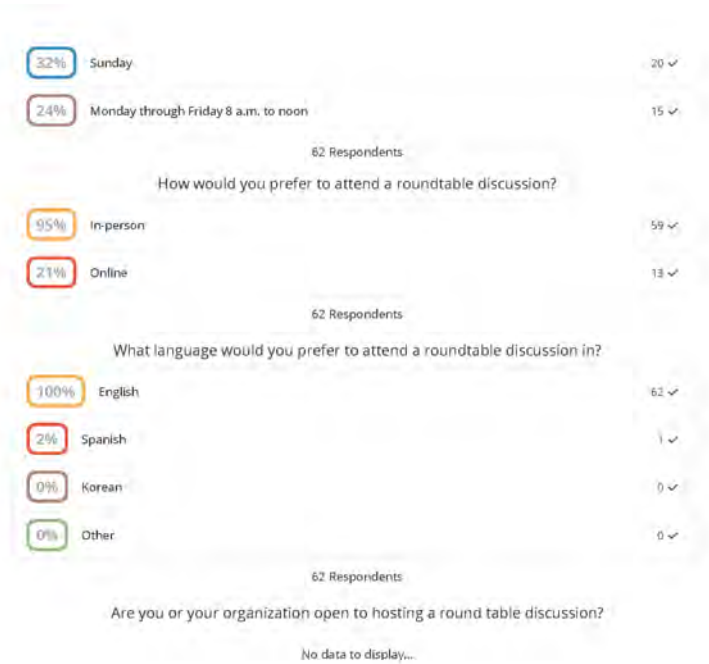 32% Sunday 20 ✓
24% Monday through Friday 8 a.m. to noon 15 ✓
62 Respondents
How would you prefer to attend a roundtable discussion?
95% In-person 59 ✓
21% Online 13 ✓
62 Respondents
What language would you prefer to attend a roundtable discussion in?
100% English 62 ✓
2% Spanish 1 ✓
0% Korean 0 ✓
0% Other 0 ✓
62 Respondents
Are you or your organization open to hosting a round table discussion?
No data to display...